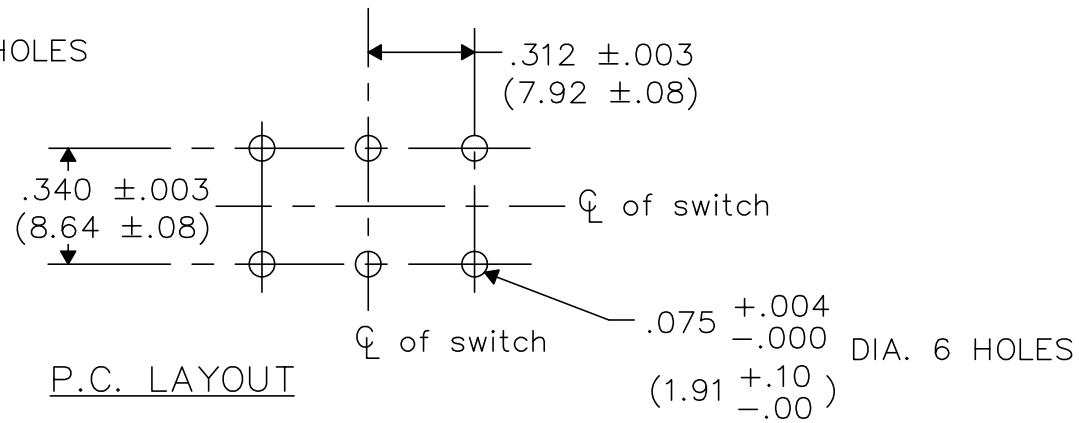 HOLES
.312 ±.003
(7.92 ±.08)
.340 ±.003
(8.64 ±.08)
℄ of switch
℄ of switch
.075 +.004
-.000
DIA. 6 HOLES
(1.91 +.10
-.00 )
P.C. LAYOUT